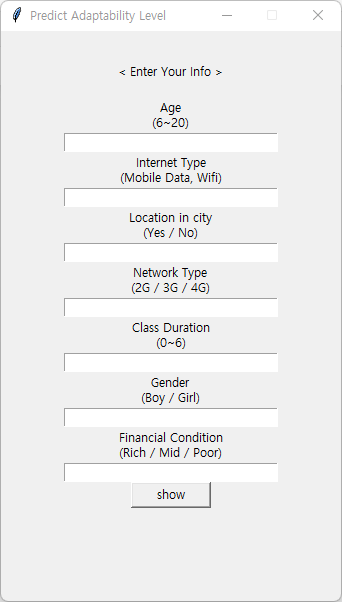 Predict Adaptability Level
< Enter Your Info >
Age
(6~20)
Internet Type
(Mobile Data, Wifi)
Location in city
(Yes / No)
Network Type
(2G / 3G / 4G)
Class Duration
(0~6)
Gender
(Boy / Girl)
Financial Condition
(Rich / Mid / Poor)
show